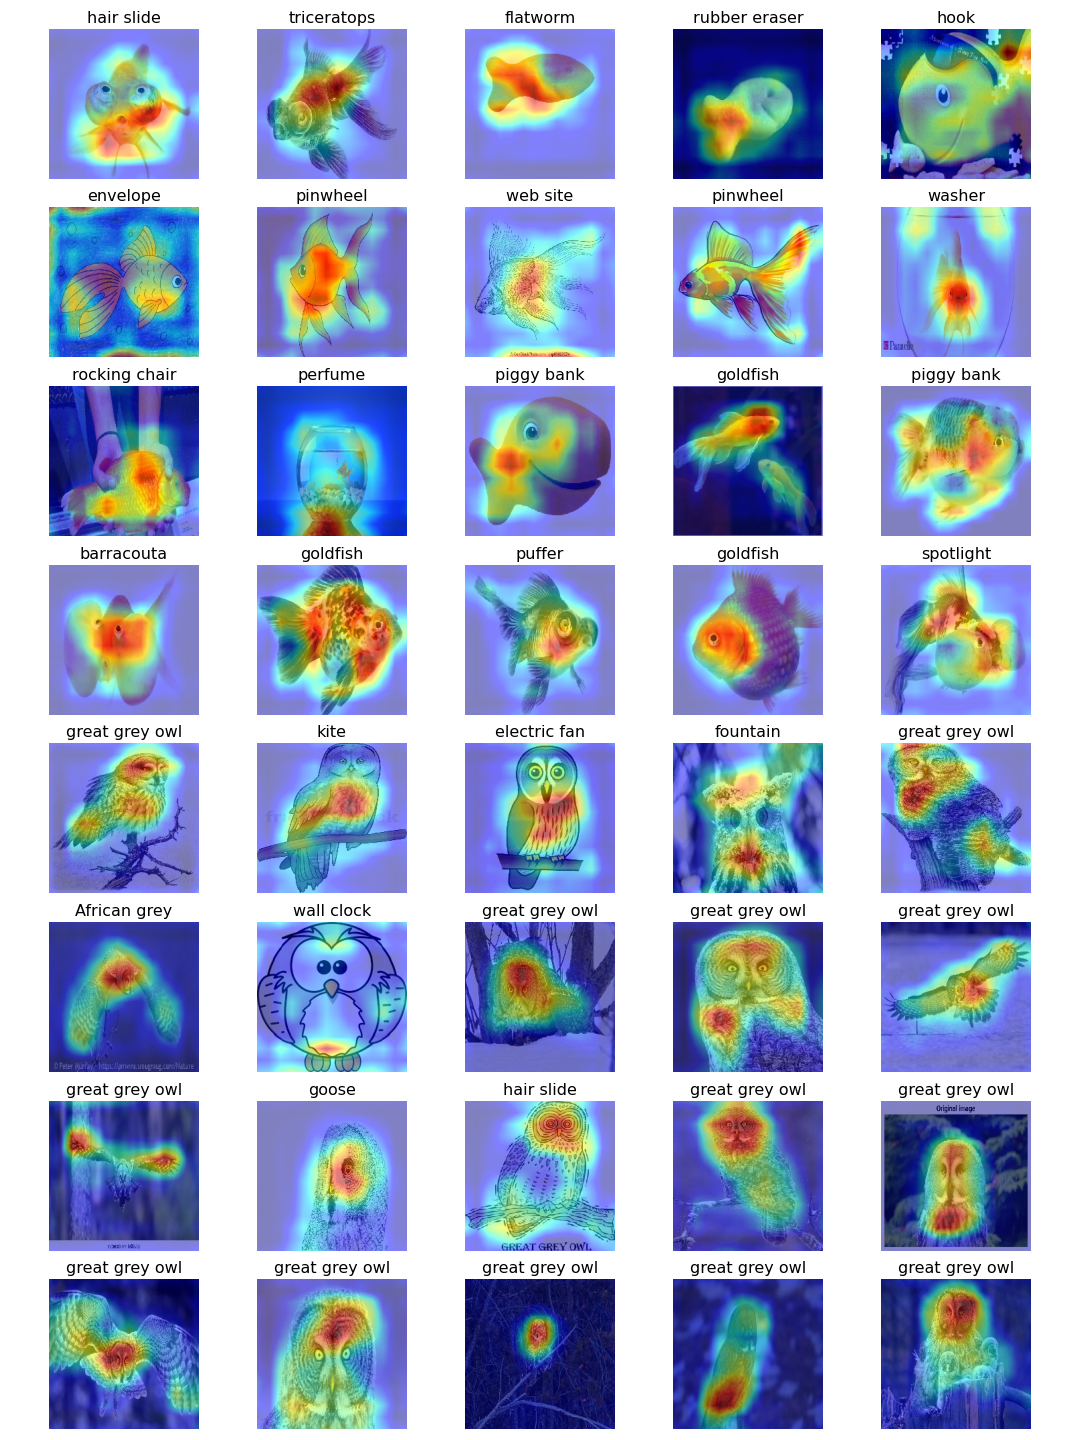 hair slide
triceratops
flatworm
rubber eraser
hook
envelope
pinwheel
web site
pinwheel
washer
rocking chair
perfume
piggy bank
goldfish
piggy bank
barracouta
goldfish
puffer
goldfish
spotlight
great grey owl
kite
electric fan
fountain
great grey owl
African grey
wall clock
great grey owl
great grey owl
great grey owl
great grey owl
goose
hair slide
GREAT GREY OWL
great grey owl
great grey owl
Original image
great grey owl
great grey owl
great grey owl
great grey owl
great grey owl